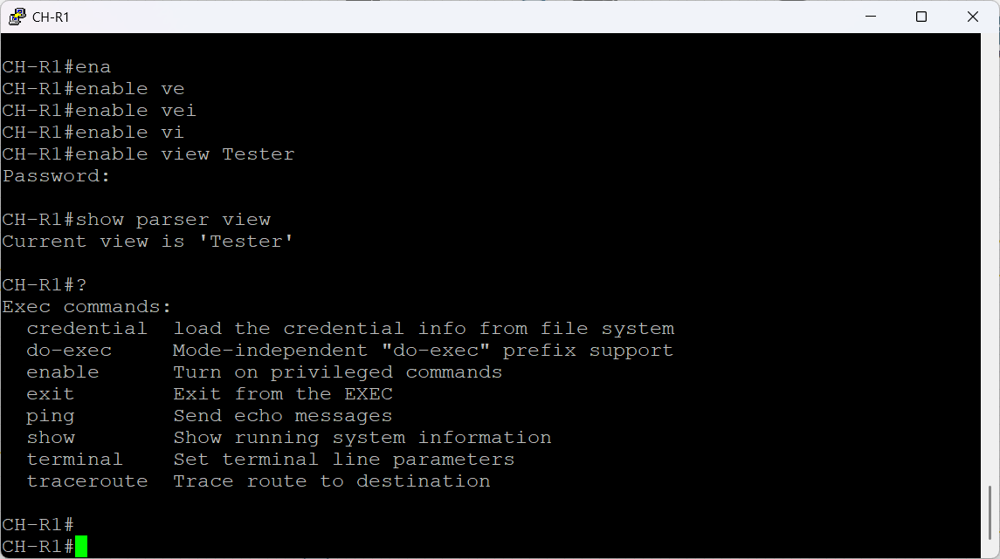 CH-R1
CH-R1#ena
CH-R1#enable ve
CH-R1#enable vei
CH-R1#enable vi
CH-R1#enable view Tester
Password:
CH-R1#show parser view
Current view is 'Tester'
CH-R1#?
Exec commands:
  credential  load the credential info from file system
  do-exec     Mode-independent "do-exec" prefix support
  enable      Turn on privileged commands
  exit        Exit from the EXEC
  ping        Send echo messages
  show        Show running system information
  terminal    Set terminal line parameters
  traceroute  Trace route to destination
CH-R1#
CH-R1#